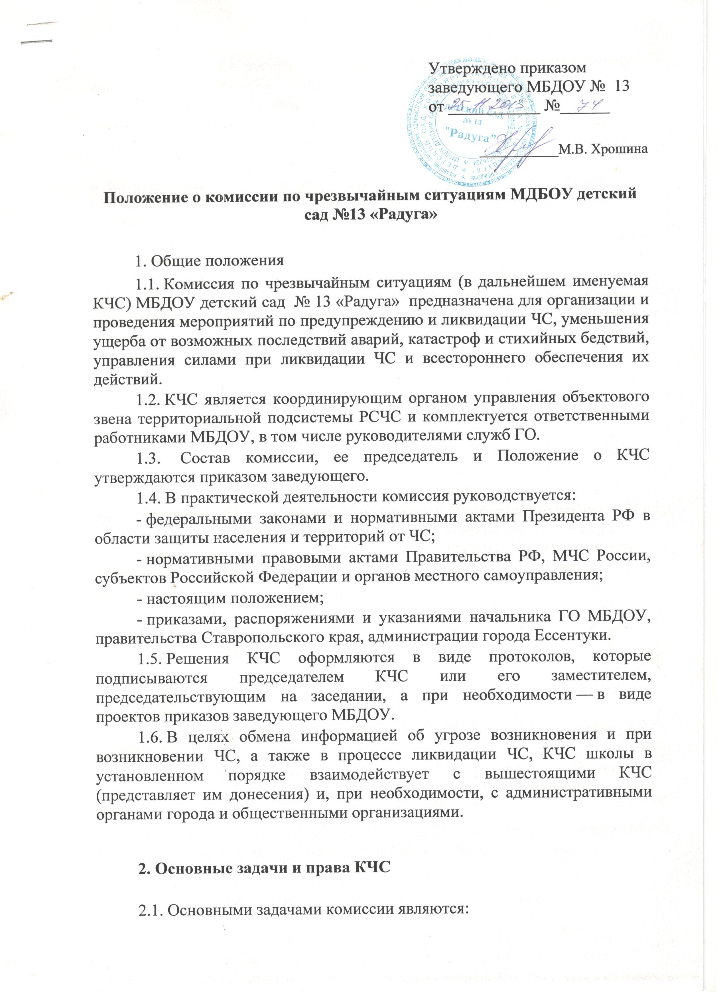 Утверждено приказом
заведующего МБДОУ № 13
от 25.11.2013 № 74
ДЕТСКИЙ САД
№ 13
"Радуга"
М.В. Хрошина
Положение о комиссии по чрезвычайным ситуациям МДБОУ детский
сад №13 «Радуга»
1. Общие положения
1.1. Комиссия по чрезвычайным ситуациям (в дальнейшем именуемая
КЧС) МБДОУ детский сад № 13 «Радуга» предназначена для организации и
проведения мероприятий по предупреждению и ликвидации ЧС, уменьшения
ущерба от возможных последствий аварий, катастроф и стихийных бедствий,
управления силами при ликвидации ЧС и всестороннего обеспечения их
действий.
1.2. КЧС является координирующим органом управления объектового
звена территориальной подсистемы РСЧС и комплектуется ответственными
работниками МБДОУ, в том числе руководителями служб ГО.
1.3. Состав комиссии, ее председатель и Положение о КЧС
утверждаются приказом заведующего.
1.4. В практической деятельности комиссия руководствуется:
- федеральными законами и нормативными актами Президента РФ в
области защиты населения и территорий от ЧС;
- нормативными правовыми актами Правительства РФ, МЧС России,
субъектов Российской Федерации и органов местного самоуправления;
- настоящим положением;
- приказами, распоряжениями и указаниями начальника ГО МБДОУ,
правительства Ставропольского края, администрации города Ессентуки.
1.5. Решения КЧС оформляются в виде протоколов, которые
подписываются председателем КЧС или его заместителем,
председательствующим на заседании, а при необходимости — в виде
проектов приказов заведующего МБДОУ.
1.6. В целях обмена информацией об угрозе возникновения и при
возникновении ЧС, а также в процессе ликвидации ЧС, КЧС школы в
установленном порядке взаимодействует с вышестоящими КЧС
(представляет им донесения) и, при необходимости, с административными
органами города и общественными организациями.
2. Основные задачи и права КЧС
2.1. Основными задачами комиссии являются: